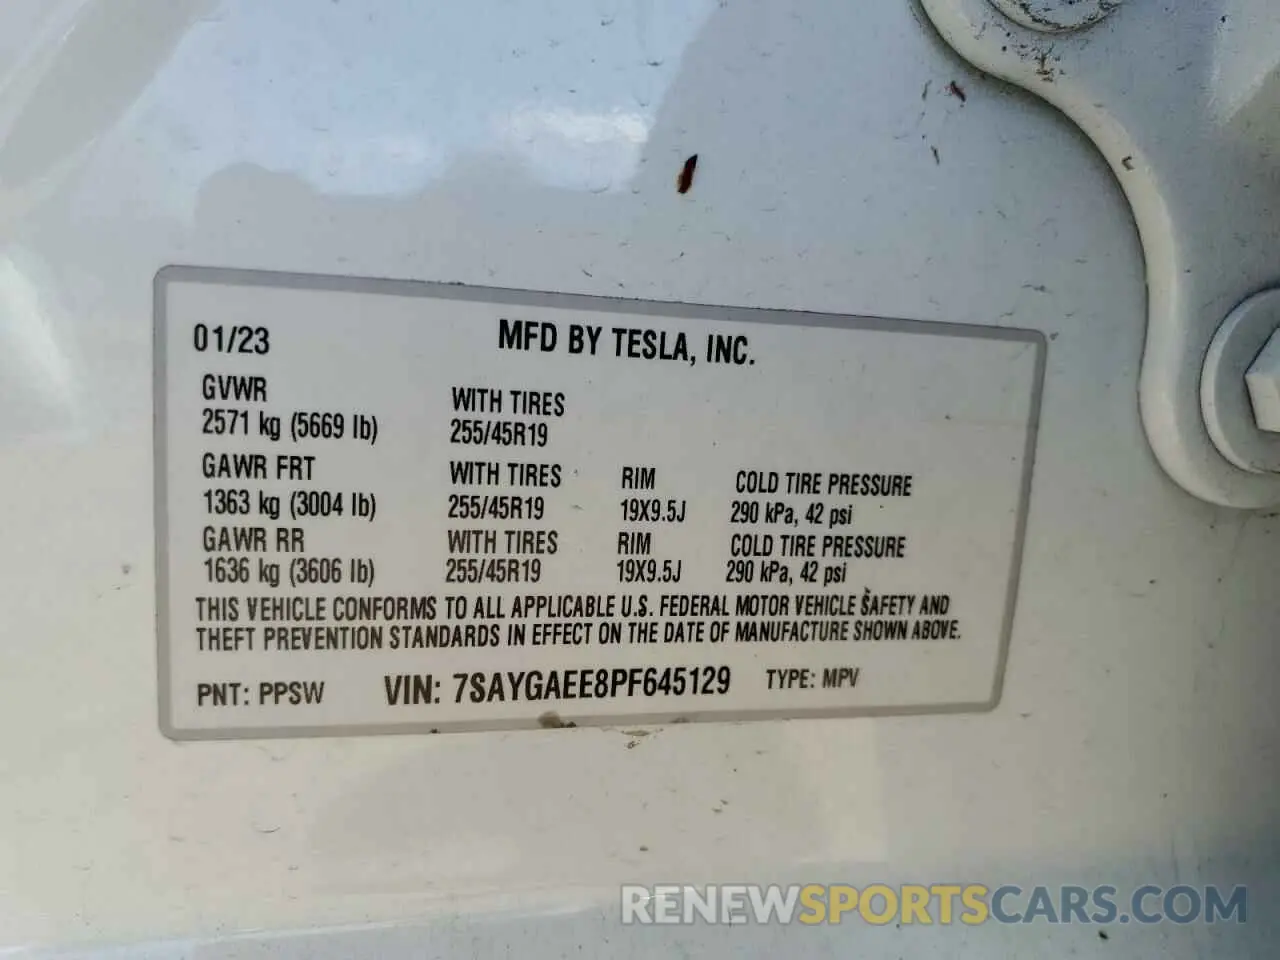 01/23 MFD BY TESLA, INC.
GVWR WITH TIRES
2571 kg (5669 lb) 255/45R19
GAWR FRT WITH TIRES RIM COLD TIRE PRESSURE
1363 kg (3004 lb) 255/45R19 19X9.5J 290 kPa, 42 psi
GAWR RR WITH TIRES RIM COLD TIRE PRESSURE
1636 kg (3606 lb) 255/45R19 19X9.5J 290 kPa, 42 psi
THIS VEHICLE CONFORMS TO ALL APPLICABLE U.S. FEDERAL MOTOR VEHICLE SAFETY AND
THEFT PREVENTION STANDARDS IN EFFECT ON THE DATE OF MANUFACTURE SHOWN ABOVE.
PNT: PPSW VIN: 7SAYGAEE8PF645129 TYPE: MPV
RENEWSPORTSCARS.COM